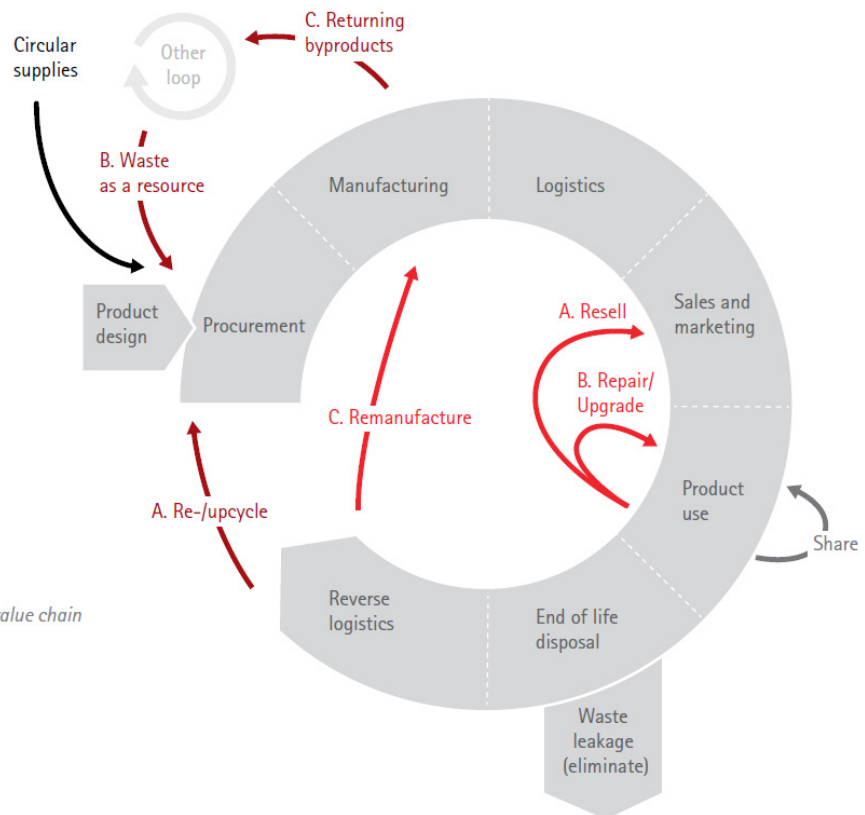 C. Returning
byproducts
Circular
supplies
Other
loop
B. Waste
as a resource
Manufacturing
Logistics
Product
design
Procurement
Sales and
marketing
A. Resell
B. Repair/
Upgrade
C. Remanufacture
A. Re-/upcycle
Product
use
Share
Reverse
logistics
End of life
disposal
alue chain
Waste
leakage
(eliminate)